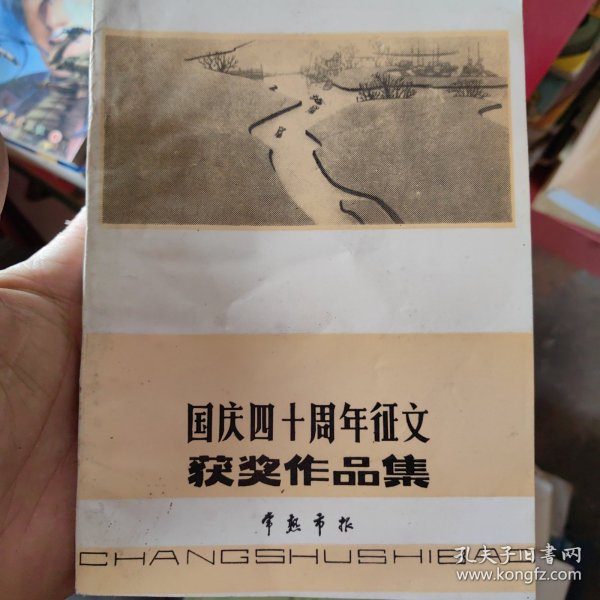 国庆四十周年征文
获奖作品集
常熟市报
CHANGSHUSHIBAO
孔夫子旧书网
www.kongfz.com